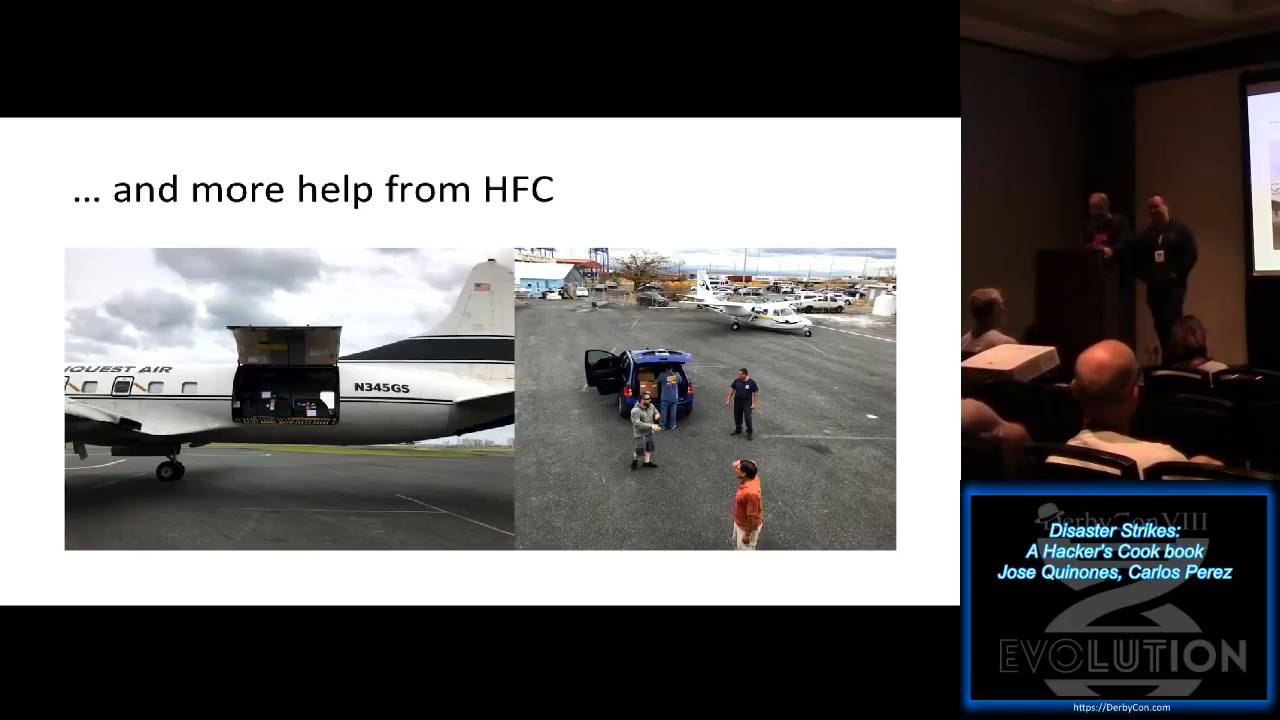 ... and more help from HFC
QUEST AIR
N345GS
DerbyCon VIII
Disaster Strikes:
A Hacker's Cook book
Jose Quinones, Carlos Perez
EVOLUTION
https://DerbyCon.com